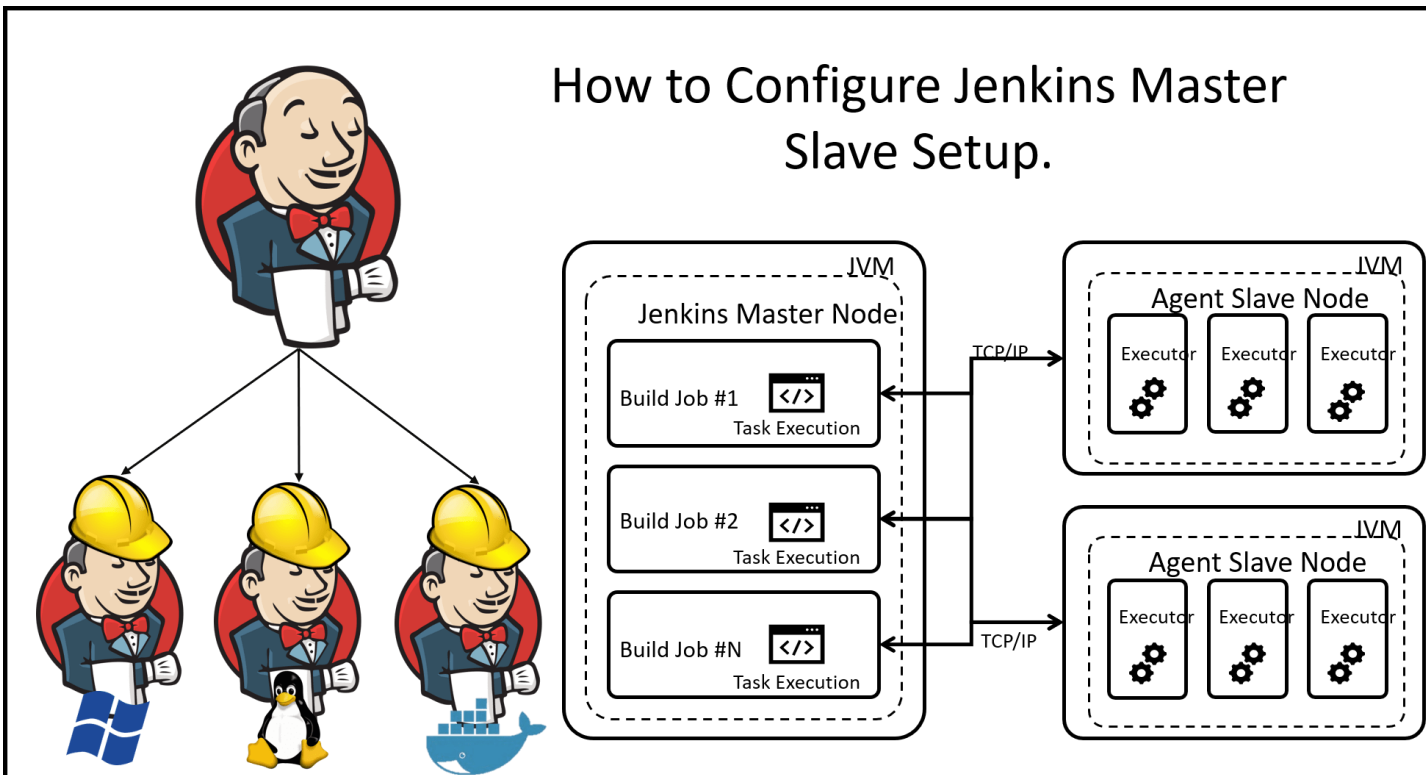 How to Configure Jenkins Master
Slave Setup.
JVM
Jenkins Master Node
Build Job #1
</>
Task Execution
Build Job #2
</>
Task Execution
Build Job #N
</>
Task Execution
TCP/IP
TCP/IP
JVM
Agent Slave Node
Executor Executor Executor
JVM
Agent Slave Node
Executor Executor Executor